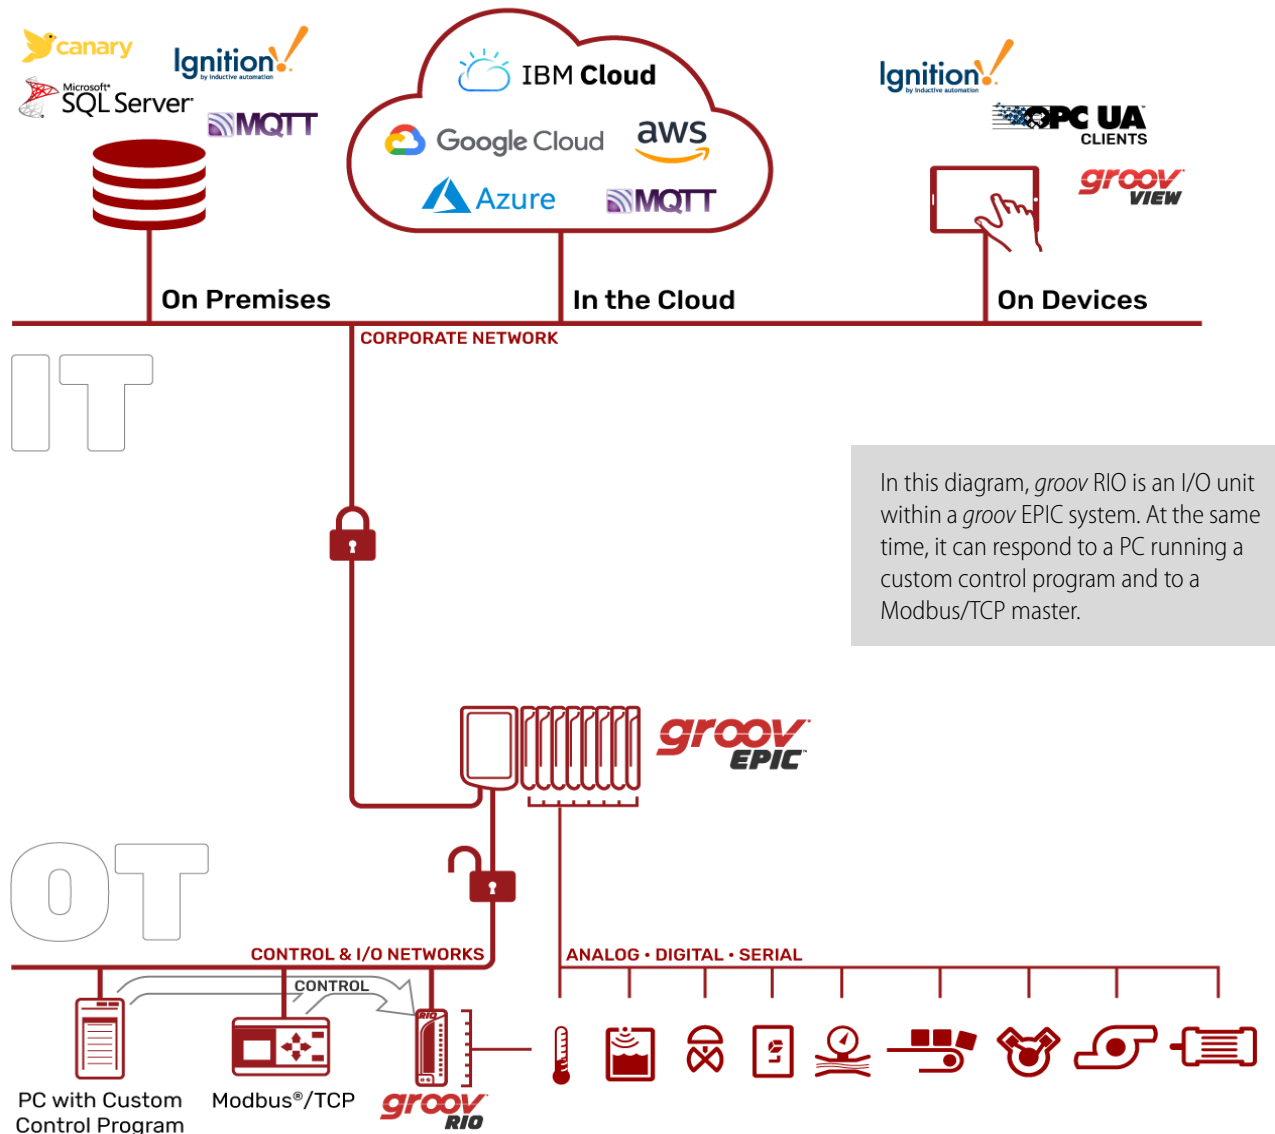 canary
Ignition!
by inductive automation
Microsoft®
SQL Server®
MQTT
IBM Cloud
Google Cloud
aws
Azure
MQTT
Ignition!
by inductive automation
OPC UA™
CLIENTS
groov
VIEW
On Premises
In the Cloud
On Devices
CORPORATE NETWORK
IT
In this diagram, groov RIO is an I/O unit
within a groov EPIC system. At the same
time, it can respond to a PC running a
custom control program and to a
Modbus/TCP master.
groov®
EPIC™
OT
CONTROL & I/O NETWORKS
ANALOG • DIGITAL • SERIAL
CONTROL
RIO
PC with Custom
Control Program
Modbus®/TCP
groov®
RIO